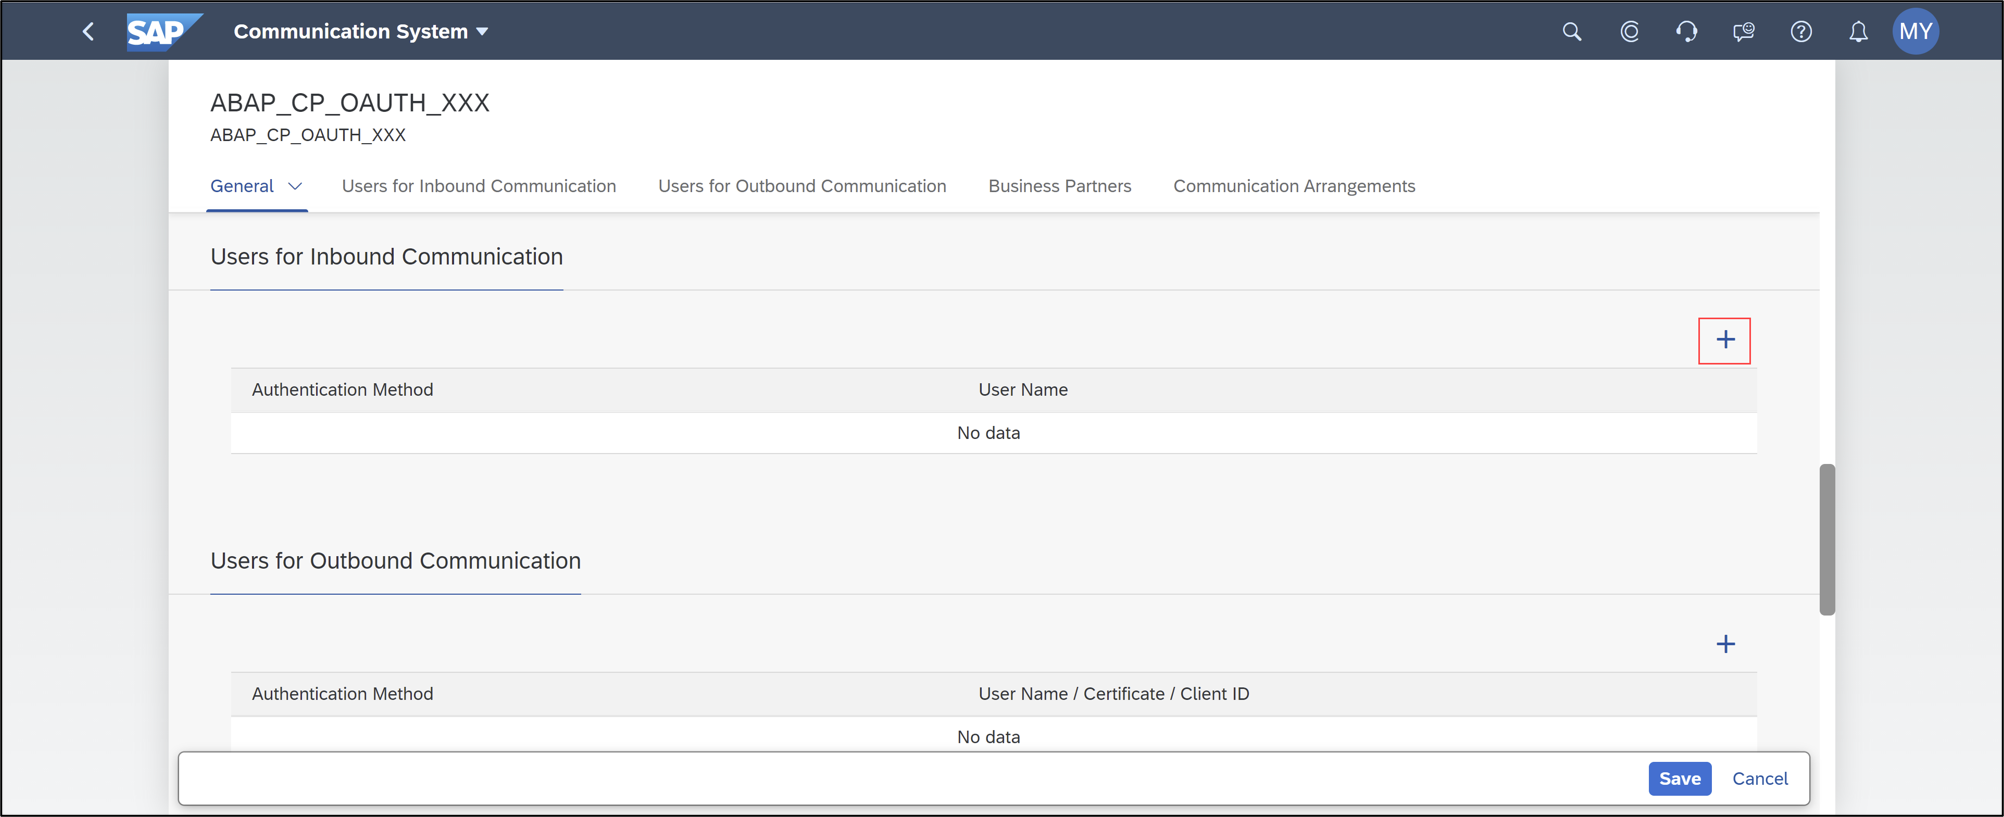 SAP Communication System MY
ABAP_CP_OAUTH_XXX
ABAP_CP_OAUTH_XXX
General Users for Inbound Communication Users for Outbound Communication Business Partners Communication Arrangements
Users for Inbound Communication
Authentication Method User Name
No data
Users for Outbound Communication
Authentication Method User Name / Certificate / Client ID
No data
Save Cancel